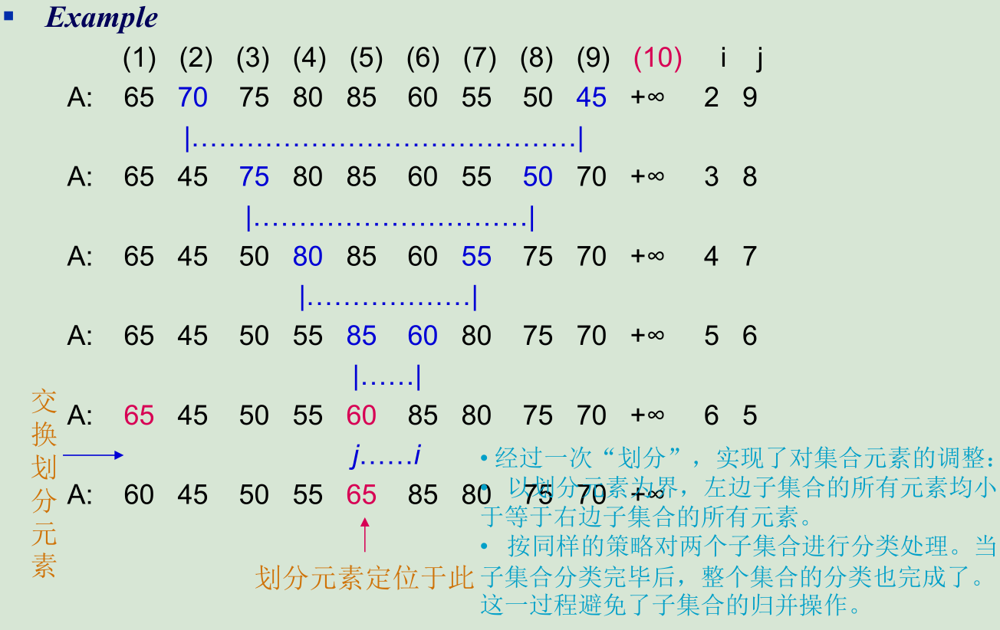 Example
(1) (2) (3) (4) (5) (6) (7) (8) (9) (10) i j
A: 65 70 75 80 85 60 55 50 45 +∞ 2 9
|..........................................|
A: 65 45 75 80 85 60 55 50 70 +∞ 3 8
|..............................|
A: 65 45 50 80 85 60 55 75 70 +∞ 4 7
|..................|
A: 65 45 50 55 85 60 80 75 70 +∞ 5 6
|......|
A: 65 45 50 55 60 85 80 75 70 +∞ 6 5
j......i
A: 60 45 50 55 65 85 80 75 70 +∞
交换划分元素
划分元素定位于此
• 经过一次“划分”，实现了对集合元素的调整：
• 以划分元素为界，左边子集合的所有元素均小
于等于右边子集合的所有元素。
• 按同样的策略对两个子集合进行分类处理。当
子集合分类完毕后，整个集合的分类也完成了。
这一过程避免了子集合的归并操作。